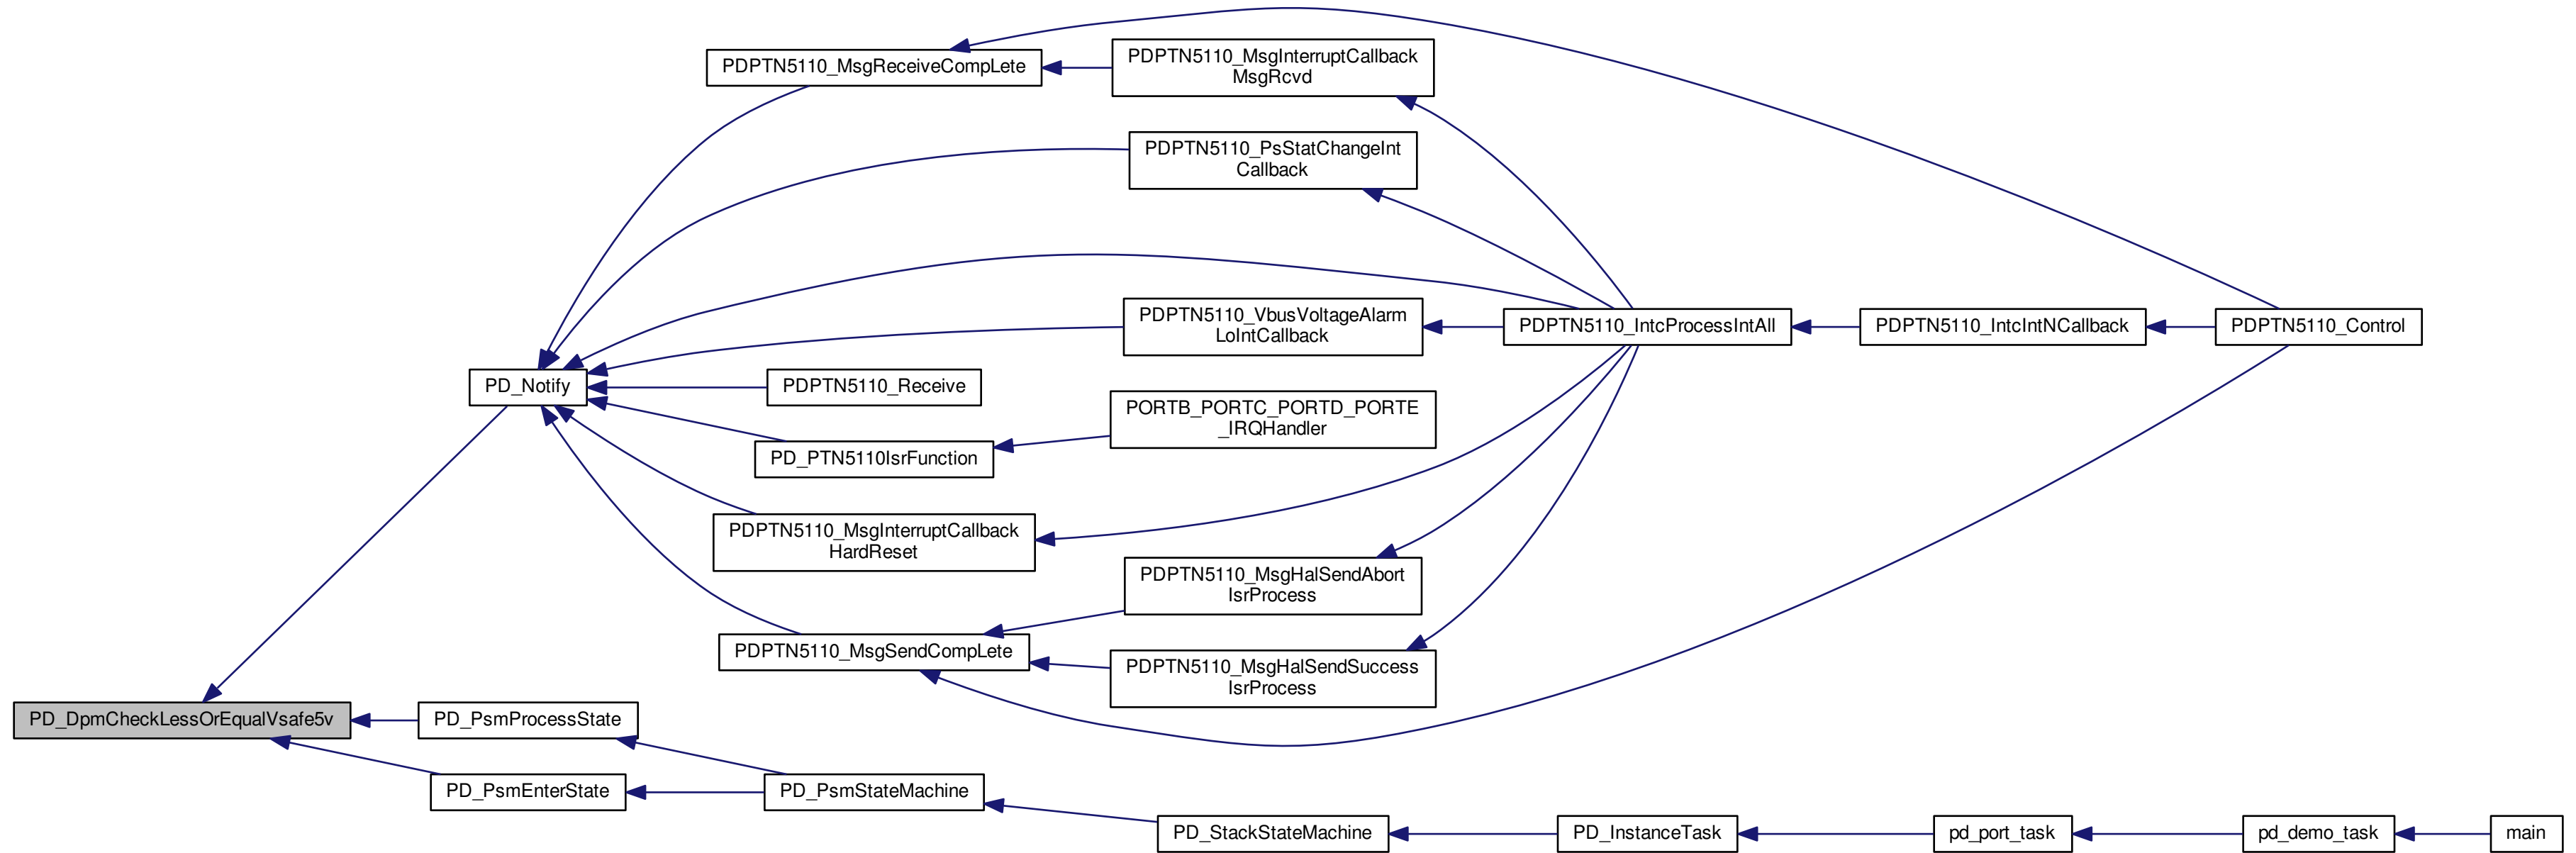 PDPTN5110_MsgReceiveCompLete
PDPTN5110_MsgInterruptCallback
MsgRcvd
PDPTN5110_PsStatChangeInt
Callback
PDPTN5110_VbusVoltageAlarm
LoIntCallback
PDPTN5110_IntcProcessIntAll
PDPTN5110_IntcIntNCallback
PDPTN5110_Control
PD_Notify
PDPTN5110_Receive
PORTB_PORTC_PORTD_PORTE
_IRQHandler
PD_PTN5110IsrFunction
PDPTN5110_MsgInterruptCallback
HardReset
PDPTN5110_MsgHalSendAbort
IsrProcess
PDPTN5110_MsgSendCompLete
PDPTN5110_MsgHalSendSuccess
IsrProcess
PD_DpmCheckLessOrEqualVsafe5v
PD_PsmProcessState
PD_PsmEnterState
PD_PsmStateMachine
PD_StackStateMachine
PD_InstanceTask
pd_port_task
pd_demo_task
main